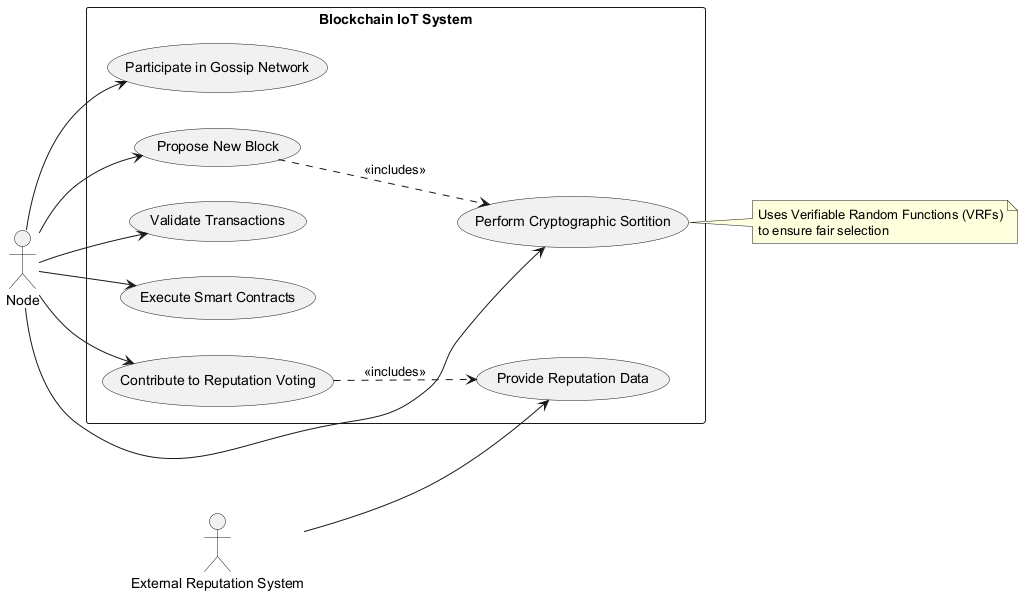 Blockchain IoT System
Participate in Gossip Network
Propose New Block
«includes»
Validate Transactions
Perform Cryptographic Sortition
Uses Verifiable Random Functions (VRFs)
to ensure fair selection
Node
Execute Smart Contracts
Contribute to Reputation Voting
«includes»
Provide Reputation Data
External Reputation System